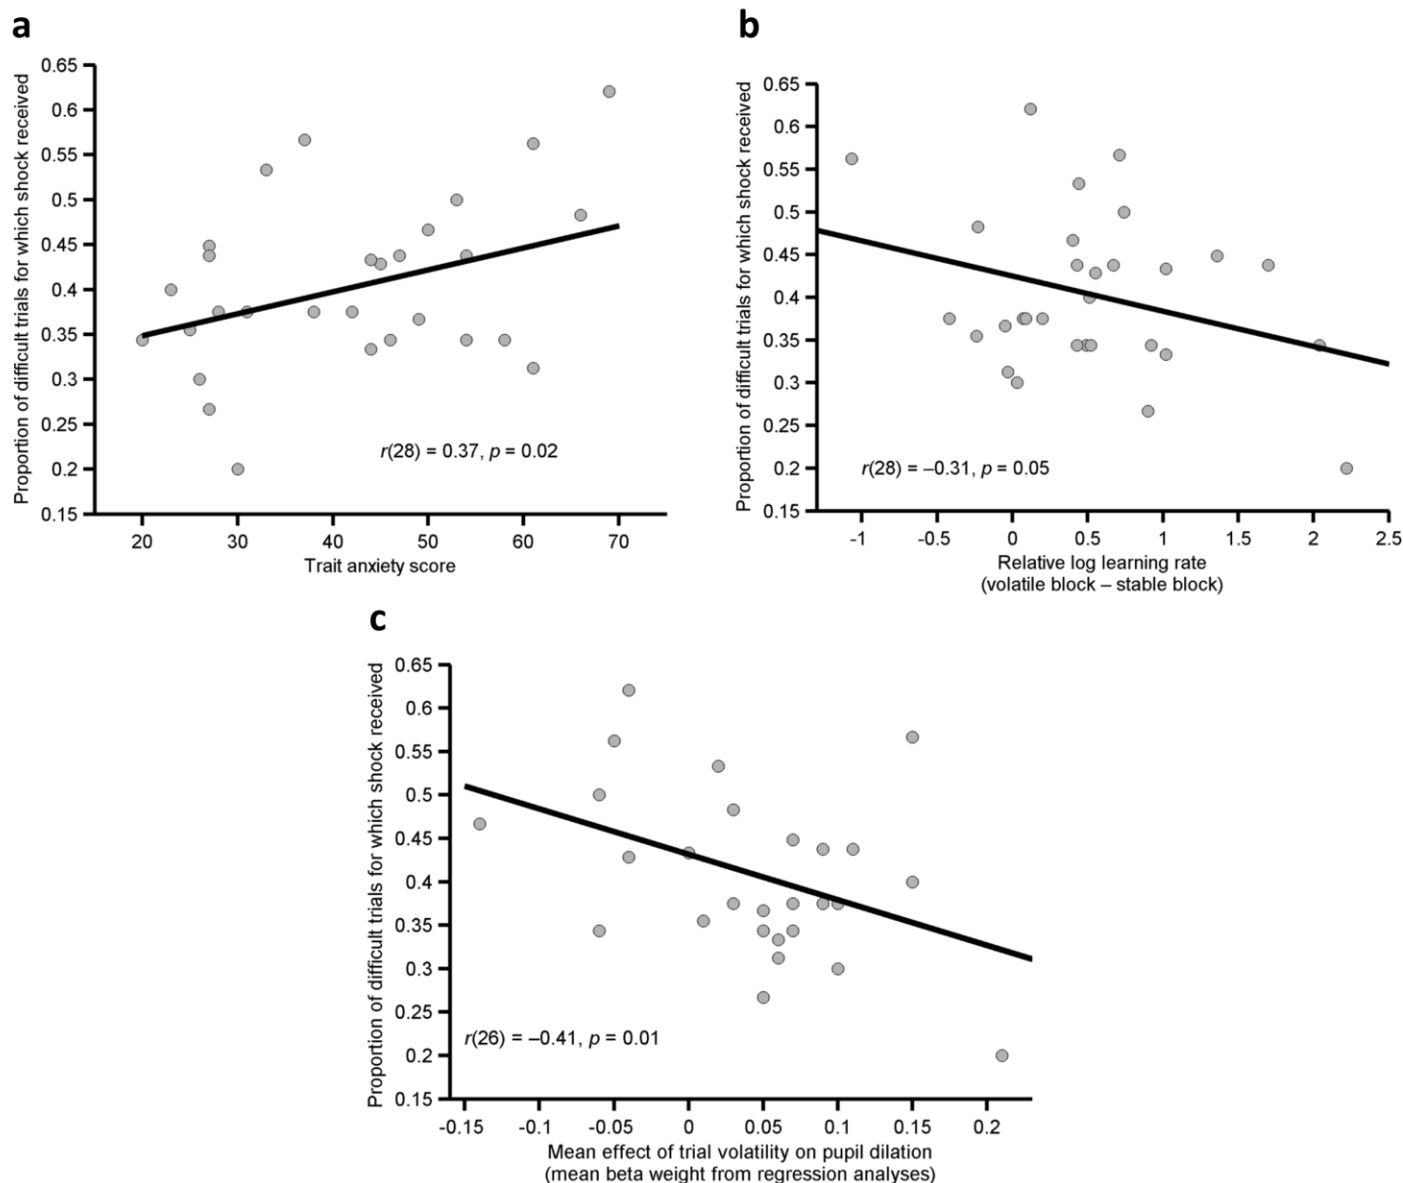 a
Proportion of difficult trials for which shock received
0.65
0.6
0.55
0.5
0.45
0.4
0.35
0.3
0.25
0.2
0.15
r(28) = 0.37, p = 0.02
20 30 40 50 60 70
Trait anxiety score
b
Proportion of difficult trials for which shock received
0.65
0.6
0.55
0.5
0.45
0.4
0.35
0.3
0.25
0.2
0.15
r(28) = –0.31, p = 0.05
-1 -0.5 0 0.5 1 1.5 2 2.5
Relative log learning rate
(volatile block – stable block)
c
Proportion of difficult trials for which shock received
0.65
0.6
0.55
0.5
0.45
0.4
0.35
0.3
0.25
0.2
0.15
r(26) = –0.41, p = 0.01
-0.15 -0.1 -0.05 0 0.05 0.1 0.15 0.2
Mean effect of trial volatility on pupil dilation
(mean beta weight from regression analyses)